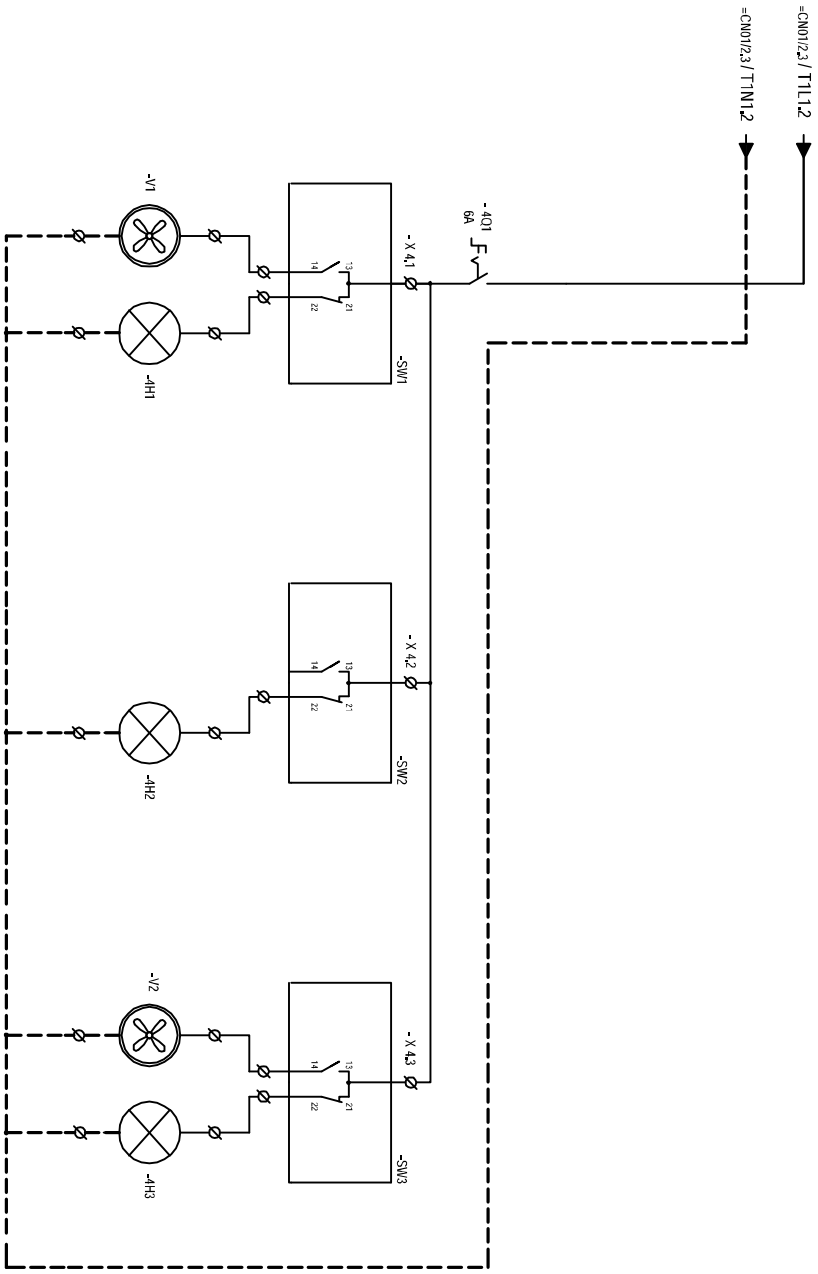 =CN01/2.3 / T1L1.2
=CN01/2.3 / T1N1.2
- 4Q1
6A
- X 4.1
- X 4.2
- X 4.3
-SW1
13
14
21
22
-SW2
13
14
21
22
-SW3
13
14
21
22
-V1
-4H1
-4H2
-V2
-4H3